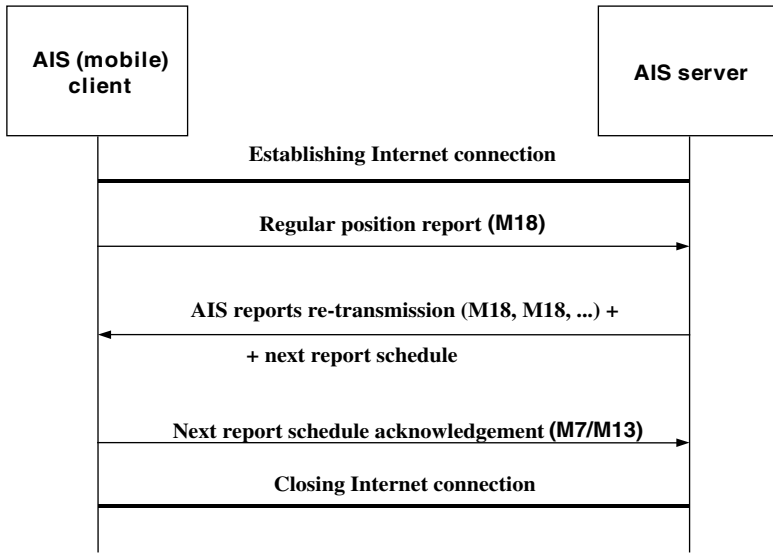 AIS (mobile)
client
AIS server
Establishing Internet connection
Regular position report (M18)
AIS reports re-transmission (M18, M18, ...) +
+ next report schedule
Next report schedule acknowledgement (M7/M13)
Closing Internet connection